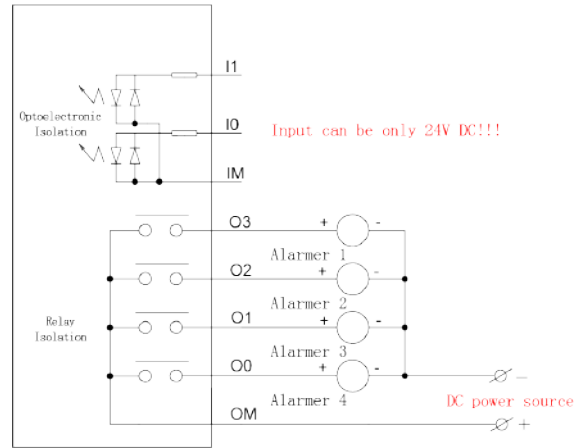 I1
Optoelectronic
Isolation
I0
Input can be only 24V DC!!!
IM
O3
+
-
Alarmer 1
O2
+
-
Alarmer 2
O1
+
-
Relay
Isolation
Alarmer 3
O0
+
-
Alarmer 4
-
DC power source
OM
+